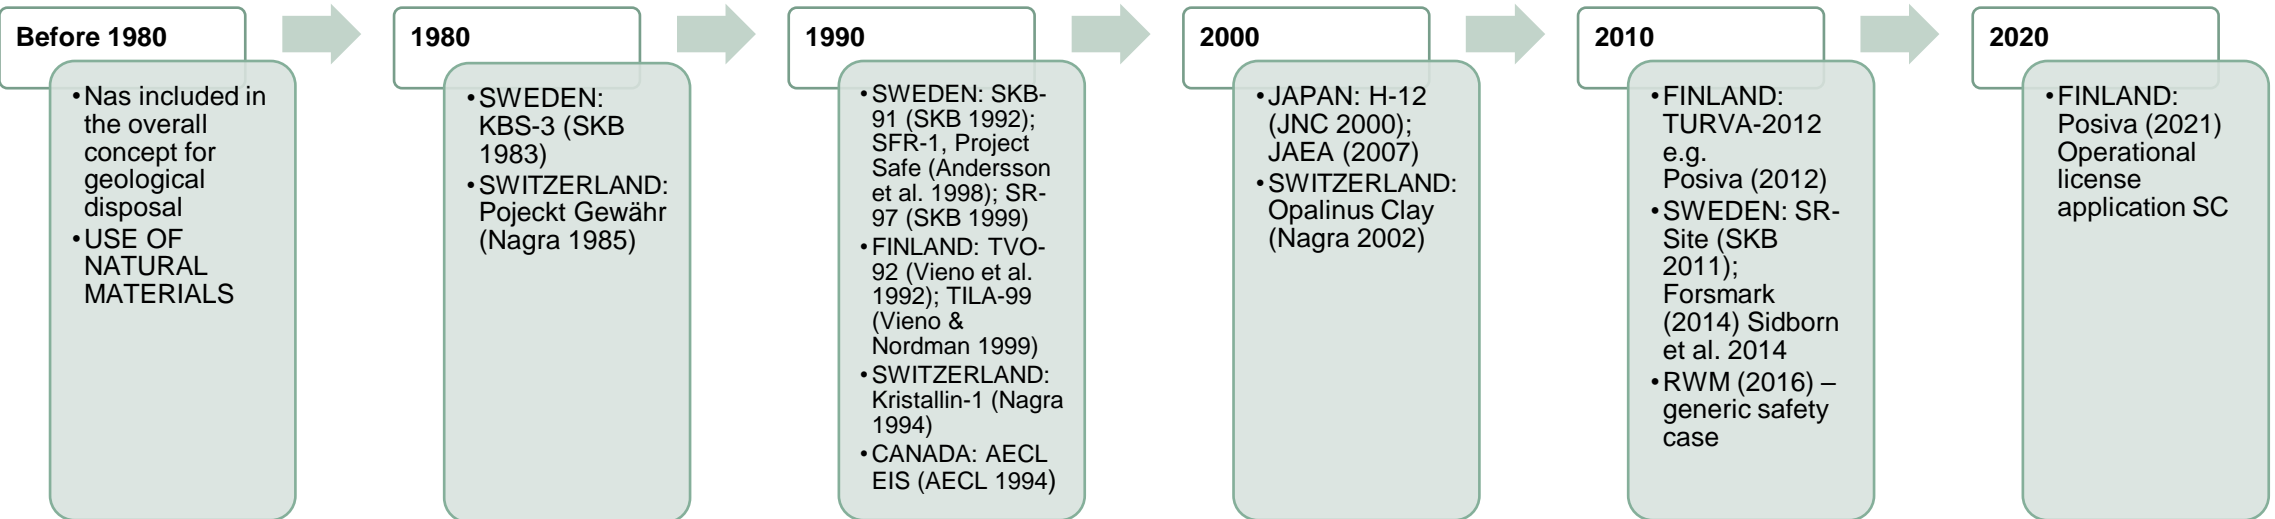 Before 1980
•Nas included in
the overall
concept for
geological
disposal
•USE OF
NATURAL
MATERIALS
1980
•SWEDEN:
KBS-3 (SKB
1983)
•SWITZERLAND:
Pojeckt Gewähr
(Nagra 1985)
1990
•SWEDEN: SKB-
91 (SKB 1992);
SFR-1, Project
Safe (Andersson
et al. 1998); SR-
97 (SKB 1999)
•FINLAND: TVO-
92 (Vieno et al.
1992); TILA-99
(Vieno &
Nordman 1999)
•SWITZERLAND:
Kristallin-1 (Nagra
1994)
•CANADA: AECL
EIS (AECL 1994)
2000
•JAPAN: H-12
(JNC 2000);
JAEA (2007)
•SWITZERLAND:
Opalinus Clay
(Nagra 2002)
2010
•FINLAND:
TURVA-2012
e.g.
Posiva (2012)
•SWEDEN: SR-
Site (SKB
2011);
Forsmark
(2014) Sidborn
et al. 2014
•RWM (2016) –
generic safety
case
2020
•FINLAND:
Posiva (2021)
Operational
license
application SC